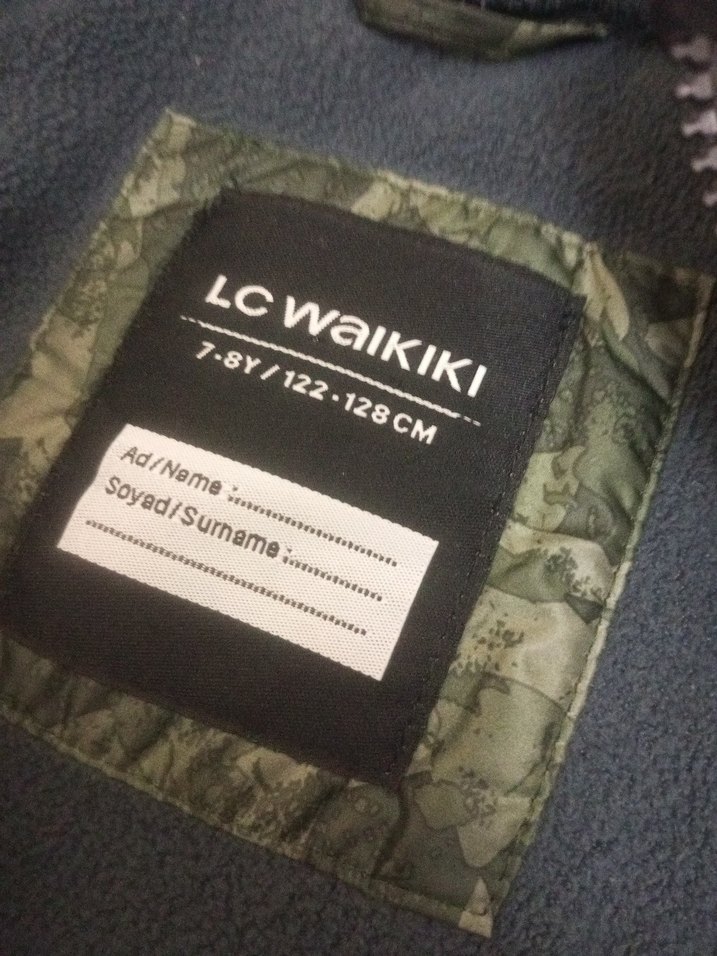 LC Waikiki
7-8Y / 122-128 CM
Ad/Name :....................
Soyad/Surname :............
..............................